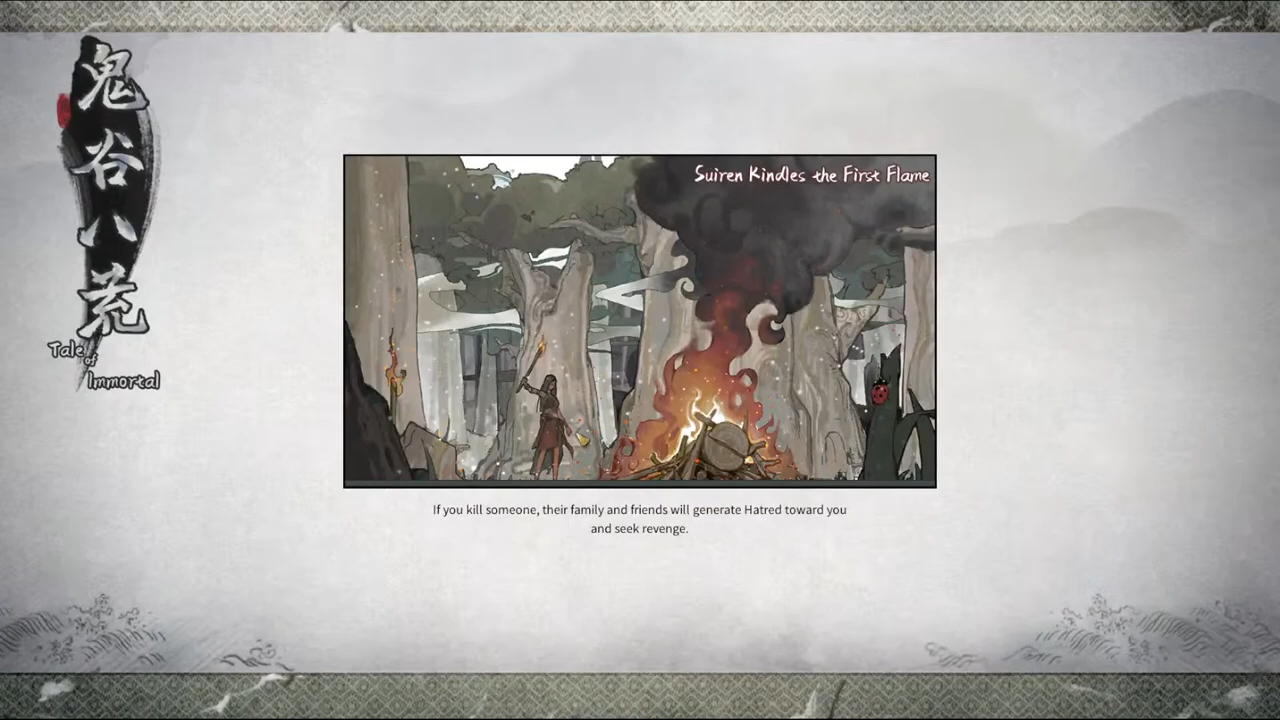 鬼谷八荒
Tale
of
Immortal
Suiren Kindles the First Flame
If you kill someone, their family and friends will generate Hatred toward you
and seek revenge.